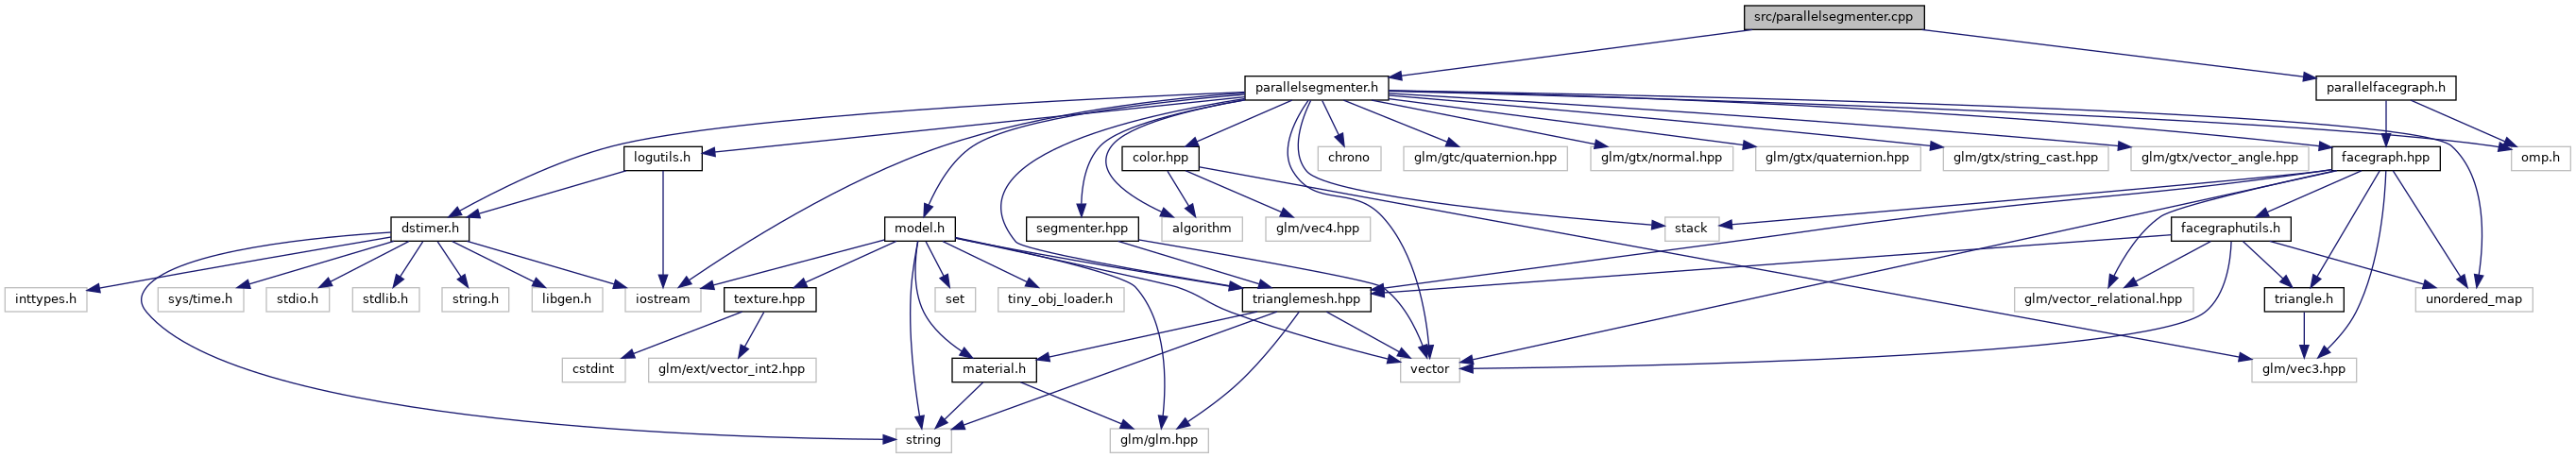 src/parallelsegmenter.cpp
parallelsegmenter.h
parallelfacegraph.h
logutils.h
color.hpp
chrono
glm/gtc/quaternion.hpp
glm/gtx/normal.hpp
glm/gtx/quaternion.hpp
glm/gtx/string_cast.hpp
glm/gtx/vector_angle.hpp
facegraph.hpp
omp.h
dstimer.h
model.h
segmenter.hpp
algorithm
glm/vec4.hpp
stack
facegraphutils.h
inttypes.h
sys/time.h
stdio.h
stdlib.h
string.h
libgen.h
iostream
texture.hpp
set
tiny_obj_loader.h
trianglemesh.hpp
glm/vector_relational.hpp
triangle.h
unordered_map
cstdint
glm/ext/vector_int2.hpp
material.h
vector
glm/vec3.hpp
string
glm/glm.hpp